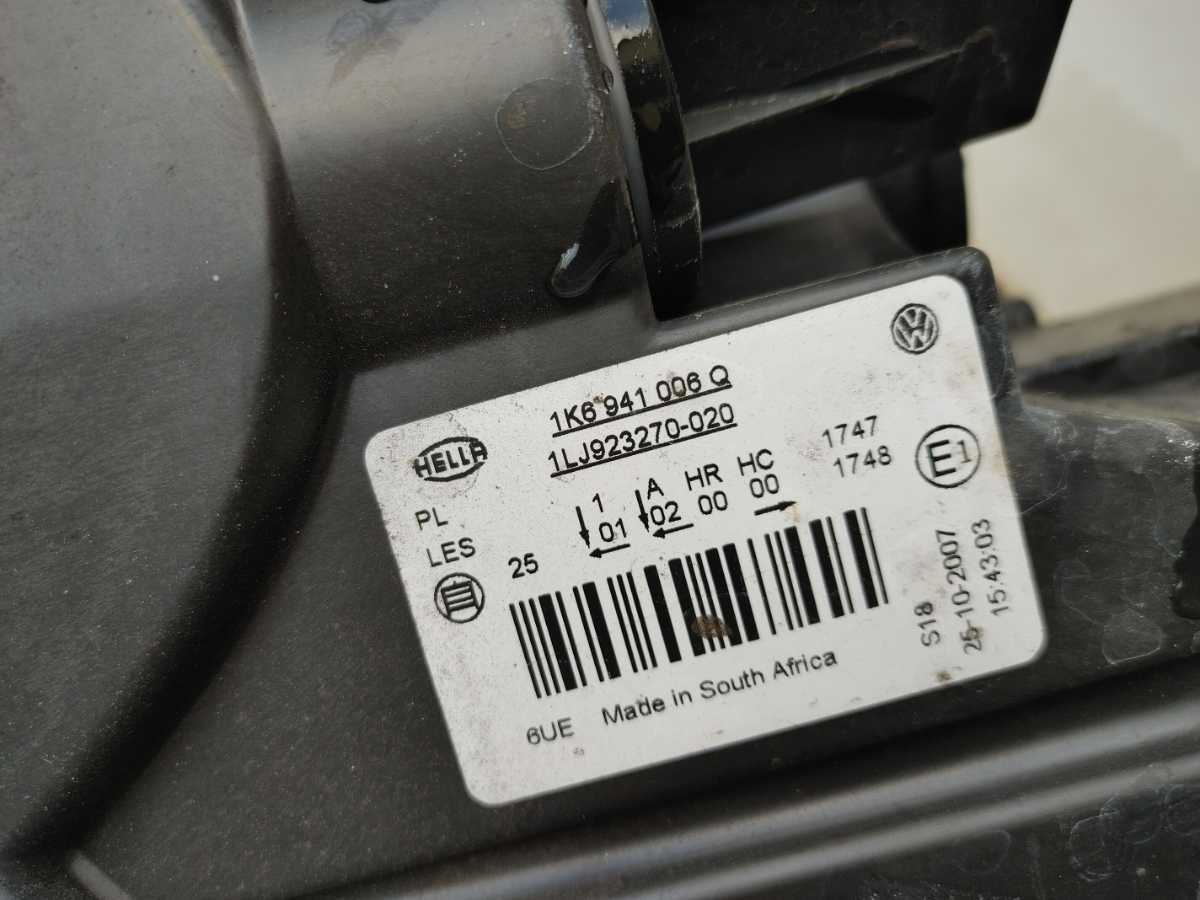 1K6 941 006 Q
1LJ923270-020
HELLA
PL
LES
25
1 A HR HC
01 02 00 00
1747
1748
E1
6UE Made in South Africa
S18
25-10-2007
15:43:03